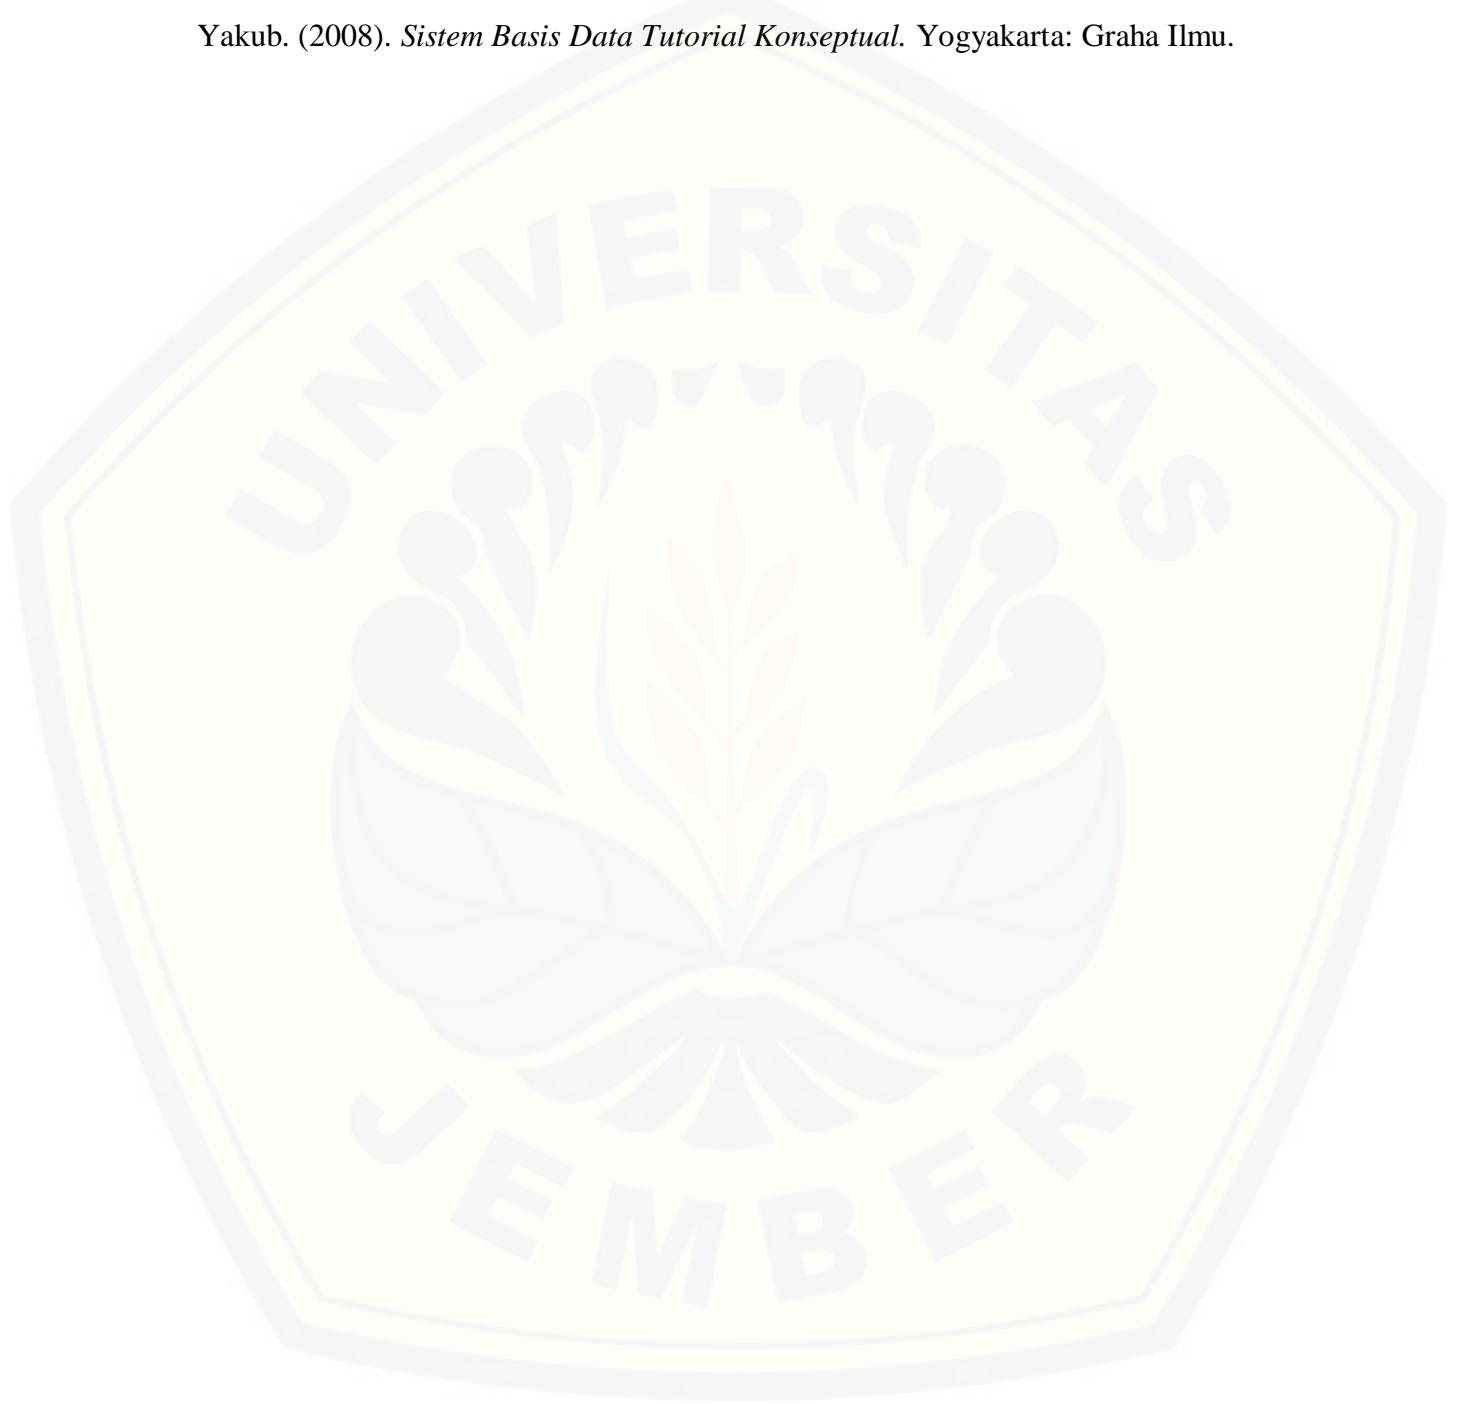 Yakub. (2008). Sistem Basis Data Tutorial Konseptual. Yogyakarta: Graha Ilmu.
UNIVERSITAS
JEMBER